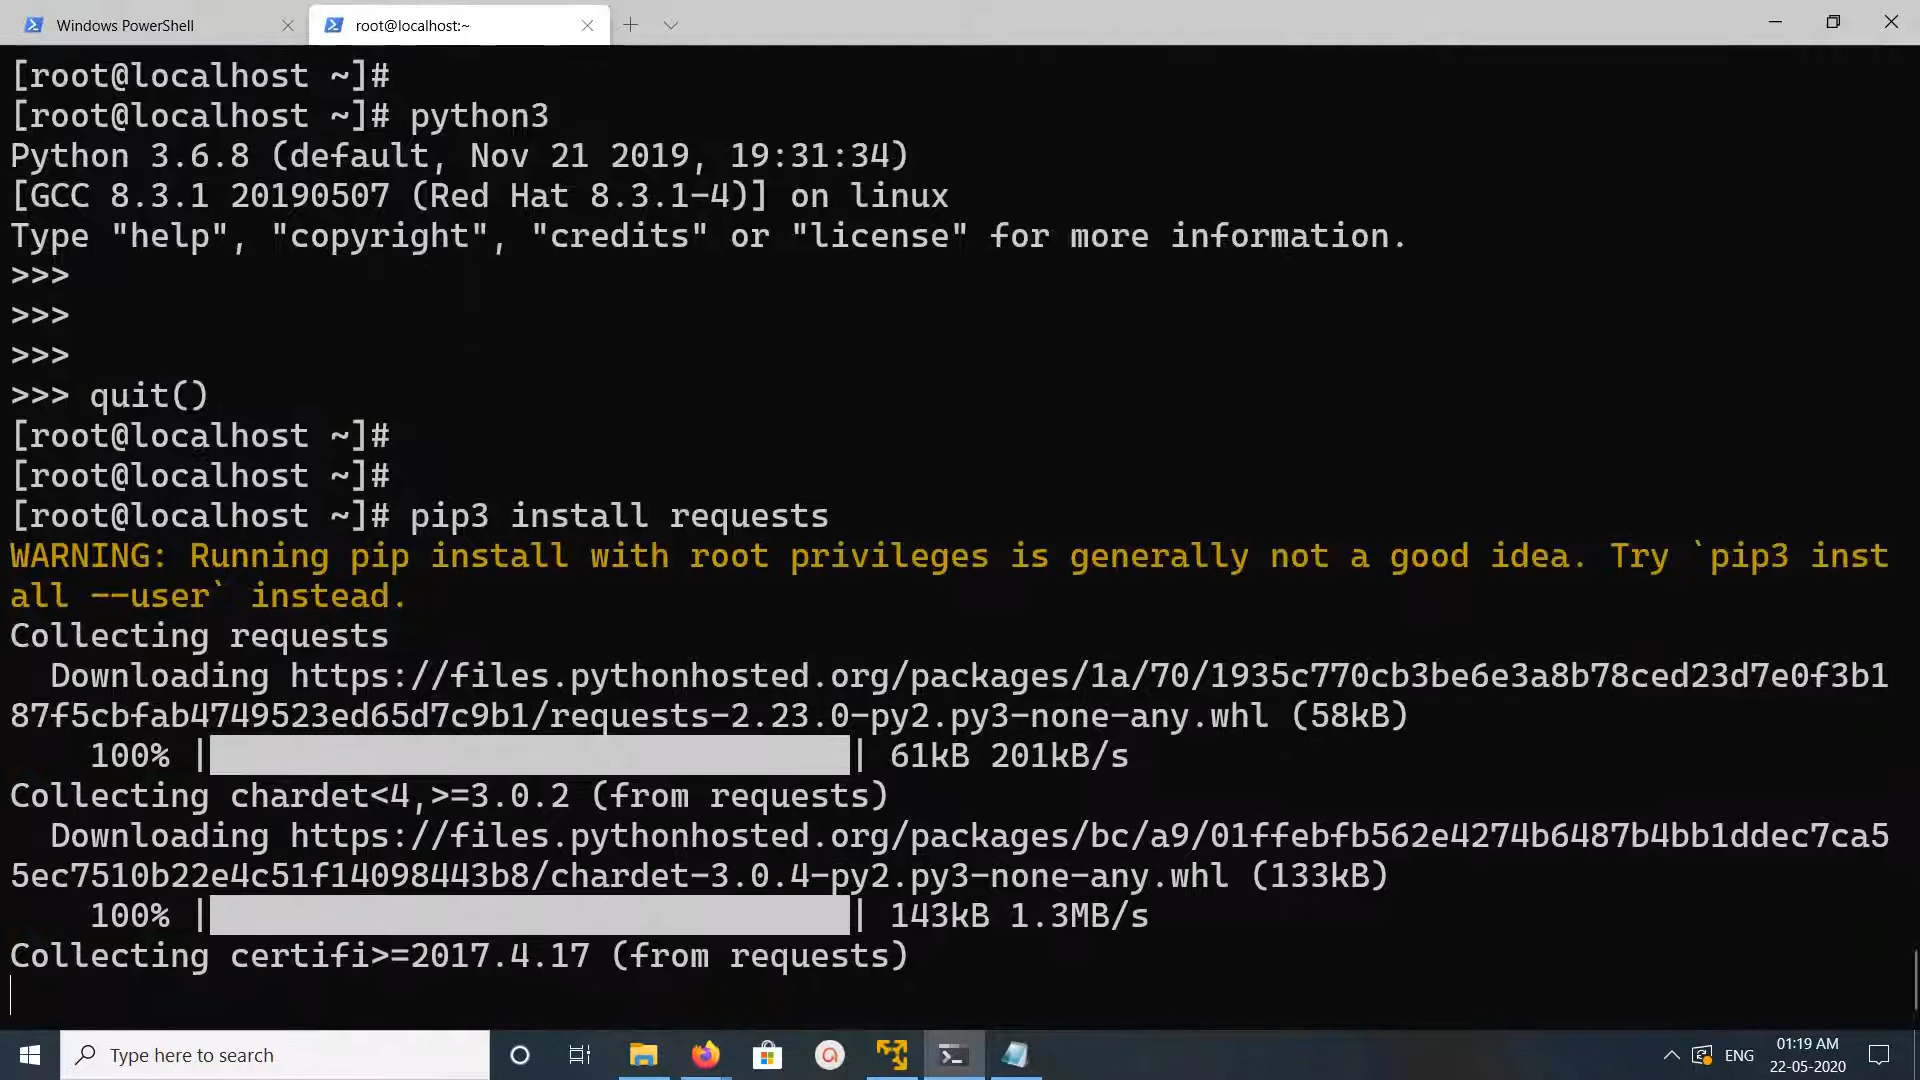 Windows PowerShell
root@localhost:~
[root@localhost ~]#
[root@localhost ~]# python3
Python 3.6.8 (default, Nov 21 2019, 19:31:34)
[GCC 8.3.1 20190507 (Red Hat 8.3.1-4)] on linux
Type "help", "copyright", "credits" or "license" for more information.
>>>
>>>
>>>
>>> quit()
[root@localhost ~]#
[root@localhost ~]#
[root@localhost ~]# pip3 install requests
WARNING: Running pip install with root privileges is generally not a good idea. Try `pip3 inst
all --user` instead.
Collecting requests
  Downloading https://files.pythonhosted.org/packages/1a/70/1935c770cb3be6e3a8b78ced23d7e0f3b1
87f5cbfab4749523ed65d7c9b1/requests-2.23.0-py2.py3-none-any.whl (58kB)
    100% || 61kB 201kB/s
Collecting chardet<4,>=3.0.2 (from requests)
  Downloading https://files.pythonhosted.org/packages/bc/a9/01ffebfb562e4274b6487b4bb1ddec7ca5
5ec7510b22e4c51f14098443b8/chardet-3.0.4-py2.py3-none-any.whl (133kB)
    100% || 143kB 1.3MB/s
Collecting certifi>=2017.4.17 (from requests)
Type here to search
ENG
01:19 AM
22-05-2020